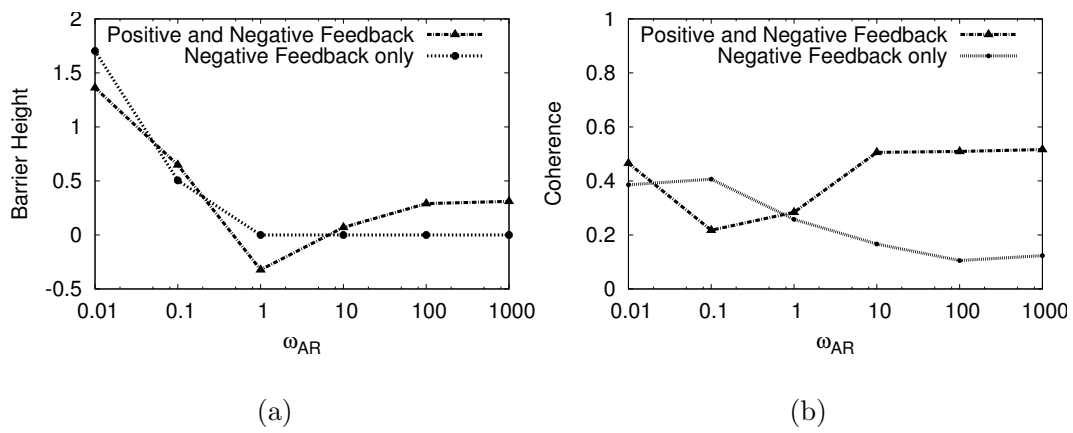 2
1.5
1
0.5
0
-0.5
Barrier Height
Positive and Negative Feedback
Negative Feedback only
0.01 0.1 1 10 100 1000
ωAR
(a)
1
0.8
0.6
0.4
0.2
0
Coherence
Positive and Negative Feedback
Negative Feedback only
0.01 0.1 1 10 100 1000
ωAR
(b)